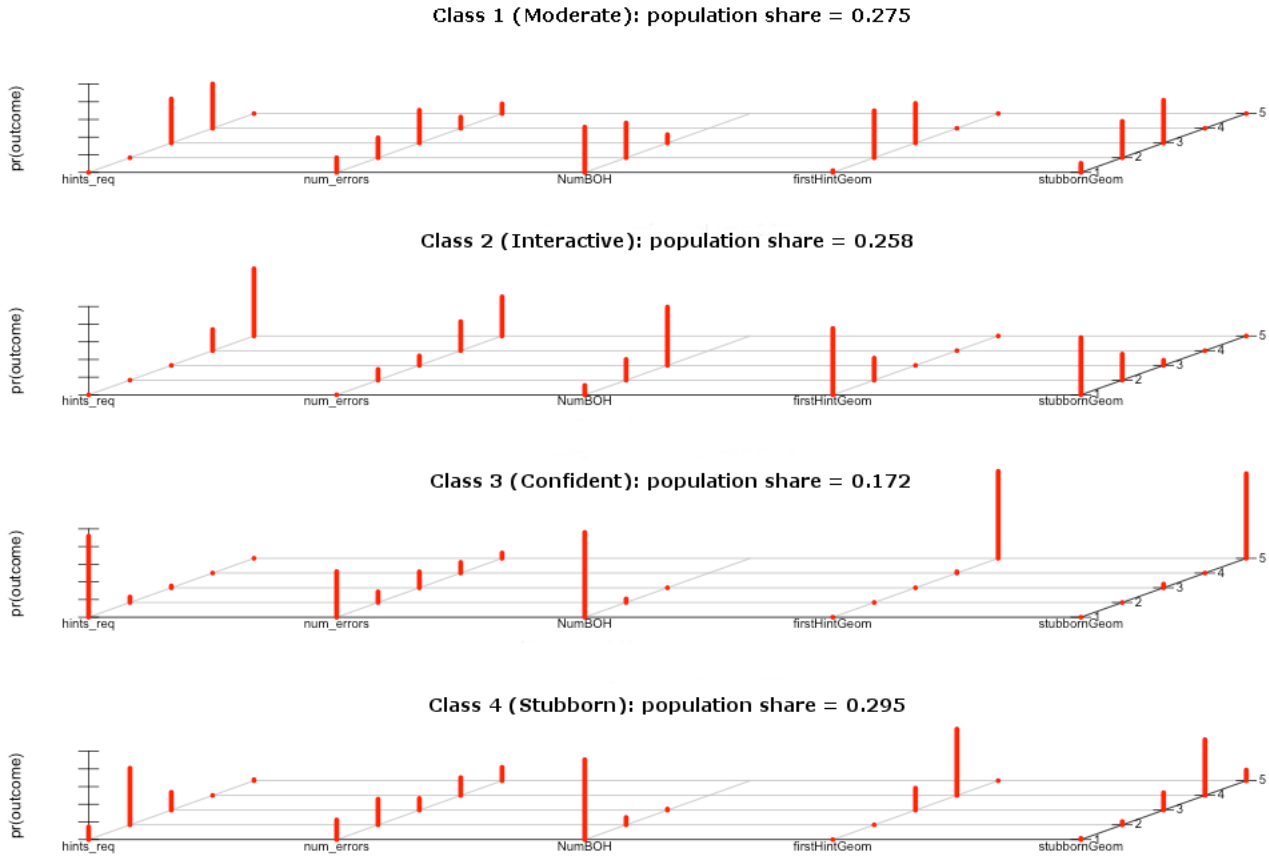 Class 1 (Moderate): population share = 0.275
pr(outcome)
5
4
3
2
1
hints_req num_errors NumBOH firstHintGeom stubbornGeom
Class 2 (Interactive): population share = 0.258
pr(outcome)
5
4
3
2
1
hints_req num_errors NumBOH firstHintGeom stubbornGeom
Class 3 (Confident): population share = 0.172
pr(outcome)
5
4
3
2
1
hints_req num_errors NumBOH firstHintGeom stubbornGeom
Class 4 (Stubborn): population share = 0.295
pr(outcome)
5
4
3
2
1
hints_req num_errors NumBOH firstHintGeom stubbornGeom